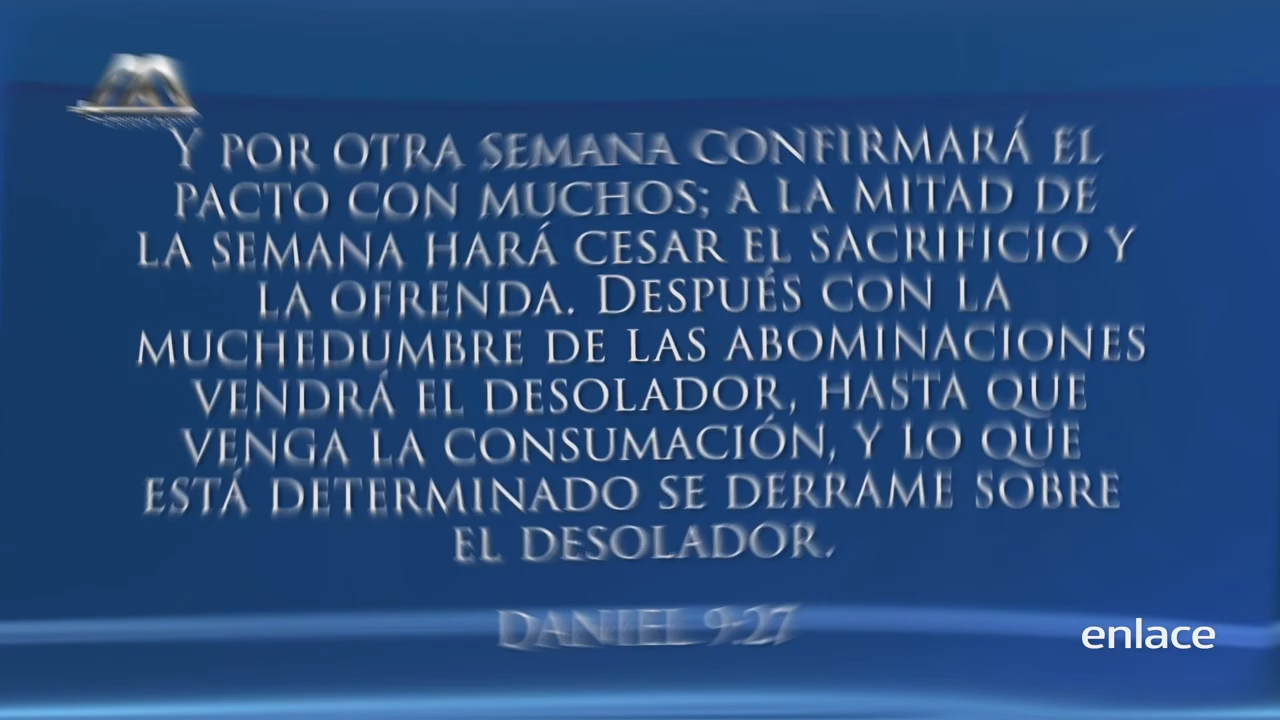 Y POR OTRA SEMANA CONFIRMARÁ EL
PACTO CON MUCHOS; A LA MITAD DE
LA SEMANA HARÁ CESAR EL SACRIFICIO Y
LA OFRENDA. DESPUÉS CON LA
MUCHEDUMBRE DE LAS ABOMINACIONES
VENDRÁ EL DESOLADOR, HASTA QUE
VENGA LA CONSUMACIÓN, Y LO QUE
ESTÁ DETERMINADO SE DERRAME SOBRE
EL DESOLADOR.
DANIEL 9:27
enlace